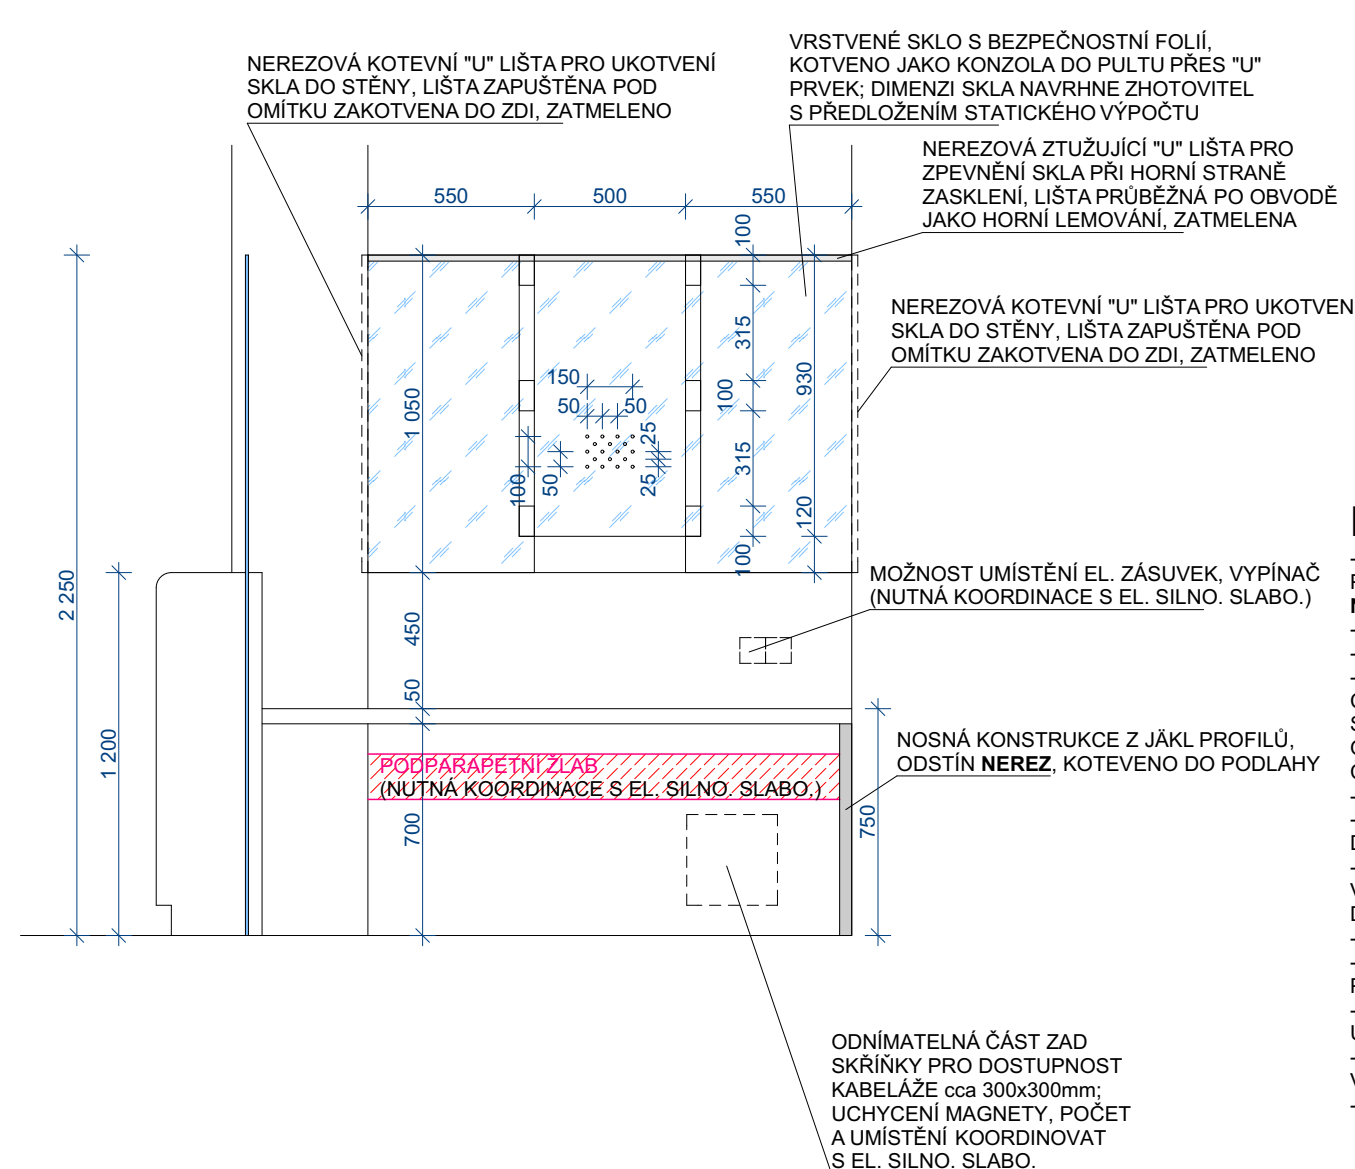 NEREZOVÁ KOTEVNÍ "U" LIŠTA PRO UKOTVENÍ
SKLA DO STĚNY, LIŠTA ZAPUŠTĚNA POD
OMÍTKU ZAKOTVENA DO ZDI, ZATMELENO
VRSTVENÉ SKLO S BEZPEČNOSTNÍ FOLIÍ,
KOTVENO JAKO KONZOLA DO PULTU PŘES "U"
PRVEK; DIMENZI SKLA NAVRHNE ZHOTOVITEL
S PŘEDLOŽENÍM STATICKÉHO VÝPOČTU
NEREZOVÁ ZTUŽUJÍCÍ "U" LIŠTA PRO
ZPEVNĚNÍ SKLA PŘI HORNÍ STRANĚ
ZASKLENÍ, LIŠTA PRŮBĚŽNÁ PO OBVODĚ
JAKO HORNÍ LEMOVÁNÍ, ZATMELENA
550
500
550
100
315
100
315
100
930
120
NEREZOVÁ KOTEVNÍ "U" LIŠTA PRO UKOTVEN
SKLA DO STĚNY, LIŠTA ZAPUŠTĚNA POD
OMÍTKU ZAKOTVENA DO ZDI, ZATMELENO
150
50
50
25
25
100
50
1 050
2 250
1 200
450
50
700
750
MOŽNOST UMÍSTĚNÍ EL. ZÁSUVEK, VYPÍNAČ
(NUTNÁ KOORDINACE S EL. SILNO. SLABO.)
NOSNÁ KONSTRUKCE Z JÄKL PROFILŮ,
ODSTÍN NEREZ, KOTEVENO DO PODLAHY
PODPARAPETNÍ ŽLAB
(NUTNÁ KOORDINACE S EL. SILNO. SLABO.)
ODNÍMATELNÁ ČÁST ZAD
SKŘÍŇKY PRO DOSTUPNOST
KABELÁŽE cca 300x300mm;
UCHYCENÍ MAGNETY, POČET
A UMÍSTĚNÍ KOORDINOVAT
S EL. SILNO. SLABO.